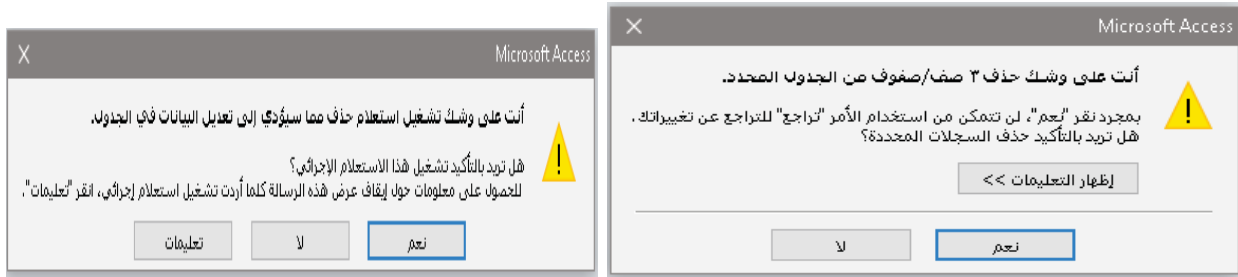 Microsoft Access
أنت على وشك حذف ٣ صف/صفوف من الجدول المحدد.
بمجرد نقر "نعم"، لن تتمكن من استخدام الأمر "تراجع" للتراجع عن تغييراتك.
هل تريد بالتأكيد حذف السجلات المحددة؟
إظهار التعليمات >>
نعم
لا
Microsoft Access
أنت على وشك تشغيل استعلام حذف مما سيؤدي إلى تعديل البيانات في الجدول.
هل تريد بالتأكيد تشغيل هذا الاستعلام الإجرائي؟
للحصول على معلومات حول إيقاف عرض هذه الرسالة كلما أردت تشغيل استعلام إجرائي، انقر "تعليمات".
نعم
لا
تعليمات